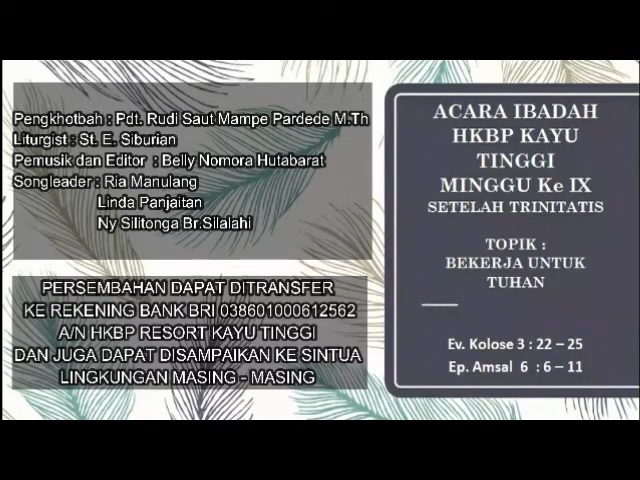 Pengkhotbah : Pdt. Rudi Saut Mampe Pardede M.Th
Liturgist : St. E. Siburian
Pemusik dan Editor : Belly Nomora Hutabarat
Songleader : Ria Manulang
Linda Panjaitan
Ny Silitonga Br.Silalahi
PERSEMBAHAN DAPAT DITRANSFER
KE REKENING BANK BRI 038601000612562
A/N HKBP RESORT KAYU TINGGI
DAN JUGA DAPAT DISAMPAIKAN KE SINTUA
LINGKUNGAN MASING - MASING
ACARA IBADAH
HKBP KAYU
TINGGI
MINGGU Ke IX
SETELAH TRINITATIS
TOPIK :
BEKERJA UNTUK
TUHAN
Ev. Kolose 3 : 22 – 25
Ep. Amsal 6 : 6 – 11